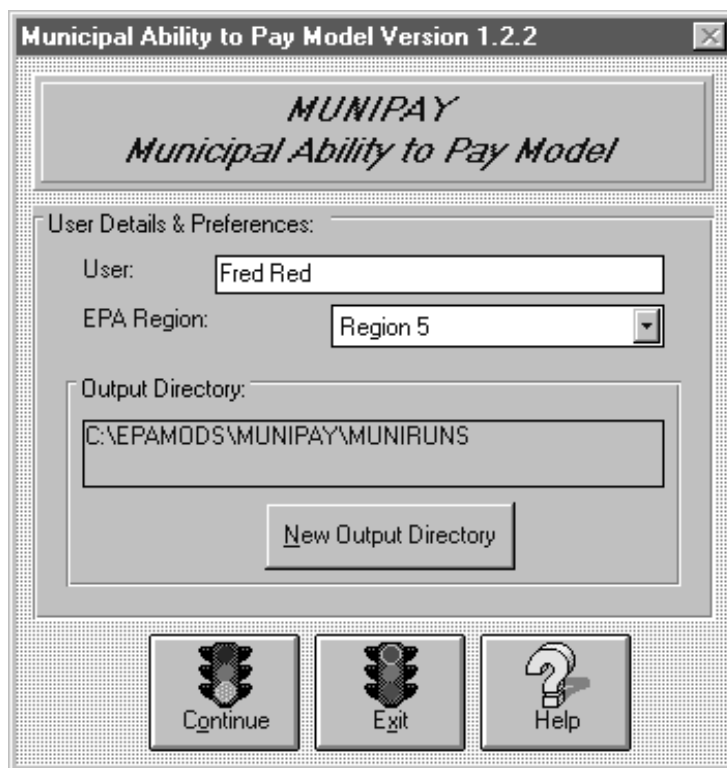 Municipal Ability to Pay Model Version 1.2.2
MUNIPAY
Municipal Ability to Pay Model
User Details & Preferences:
User: Fred Red
EPA Region: Region 5
Output Directory:
C:\EPAMODS\MUNIPAY\MUNIRUNS
New Output Directory
Continue Exit Help